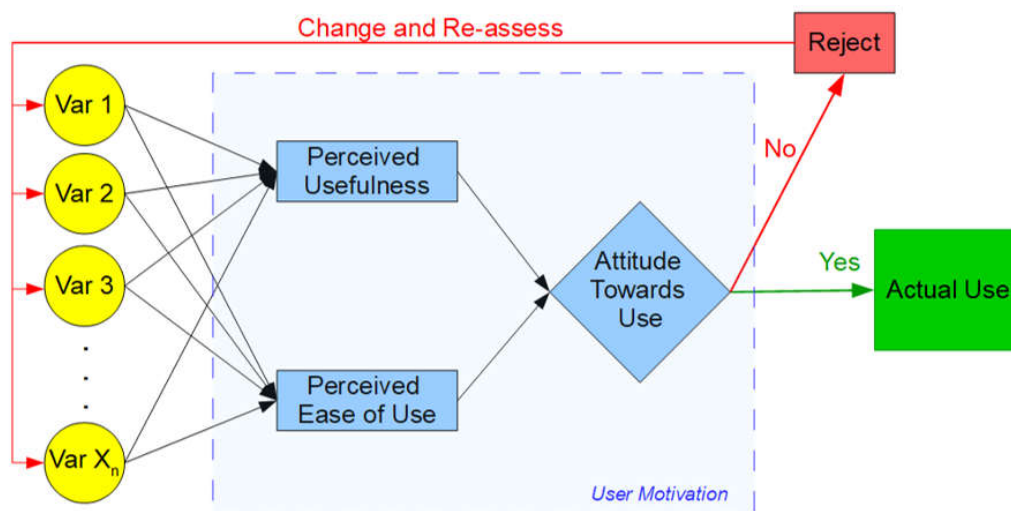 Change and Re-assess
Reject
Var 1
Perceived
Usefulness
No
Var 2
Var 3
Attitude
Towards
Use
Yes
Actual Use
Perceived
Ease of Use
Var Xn
User Motivation